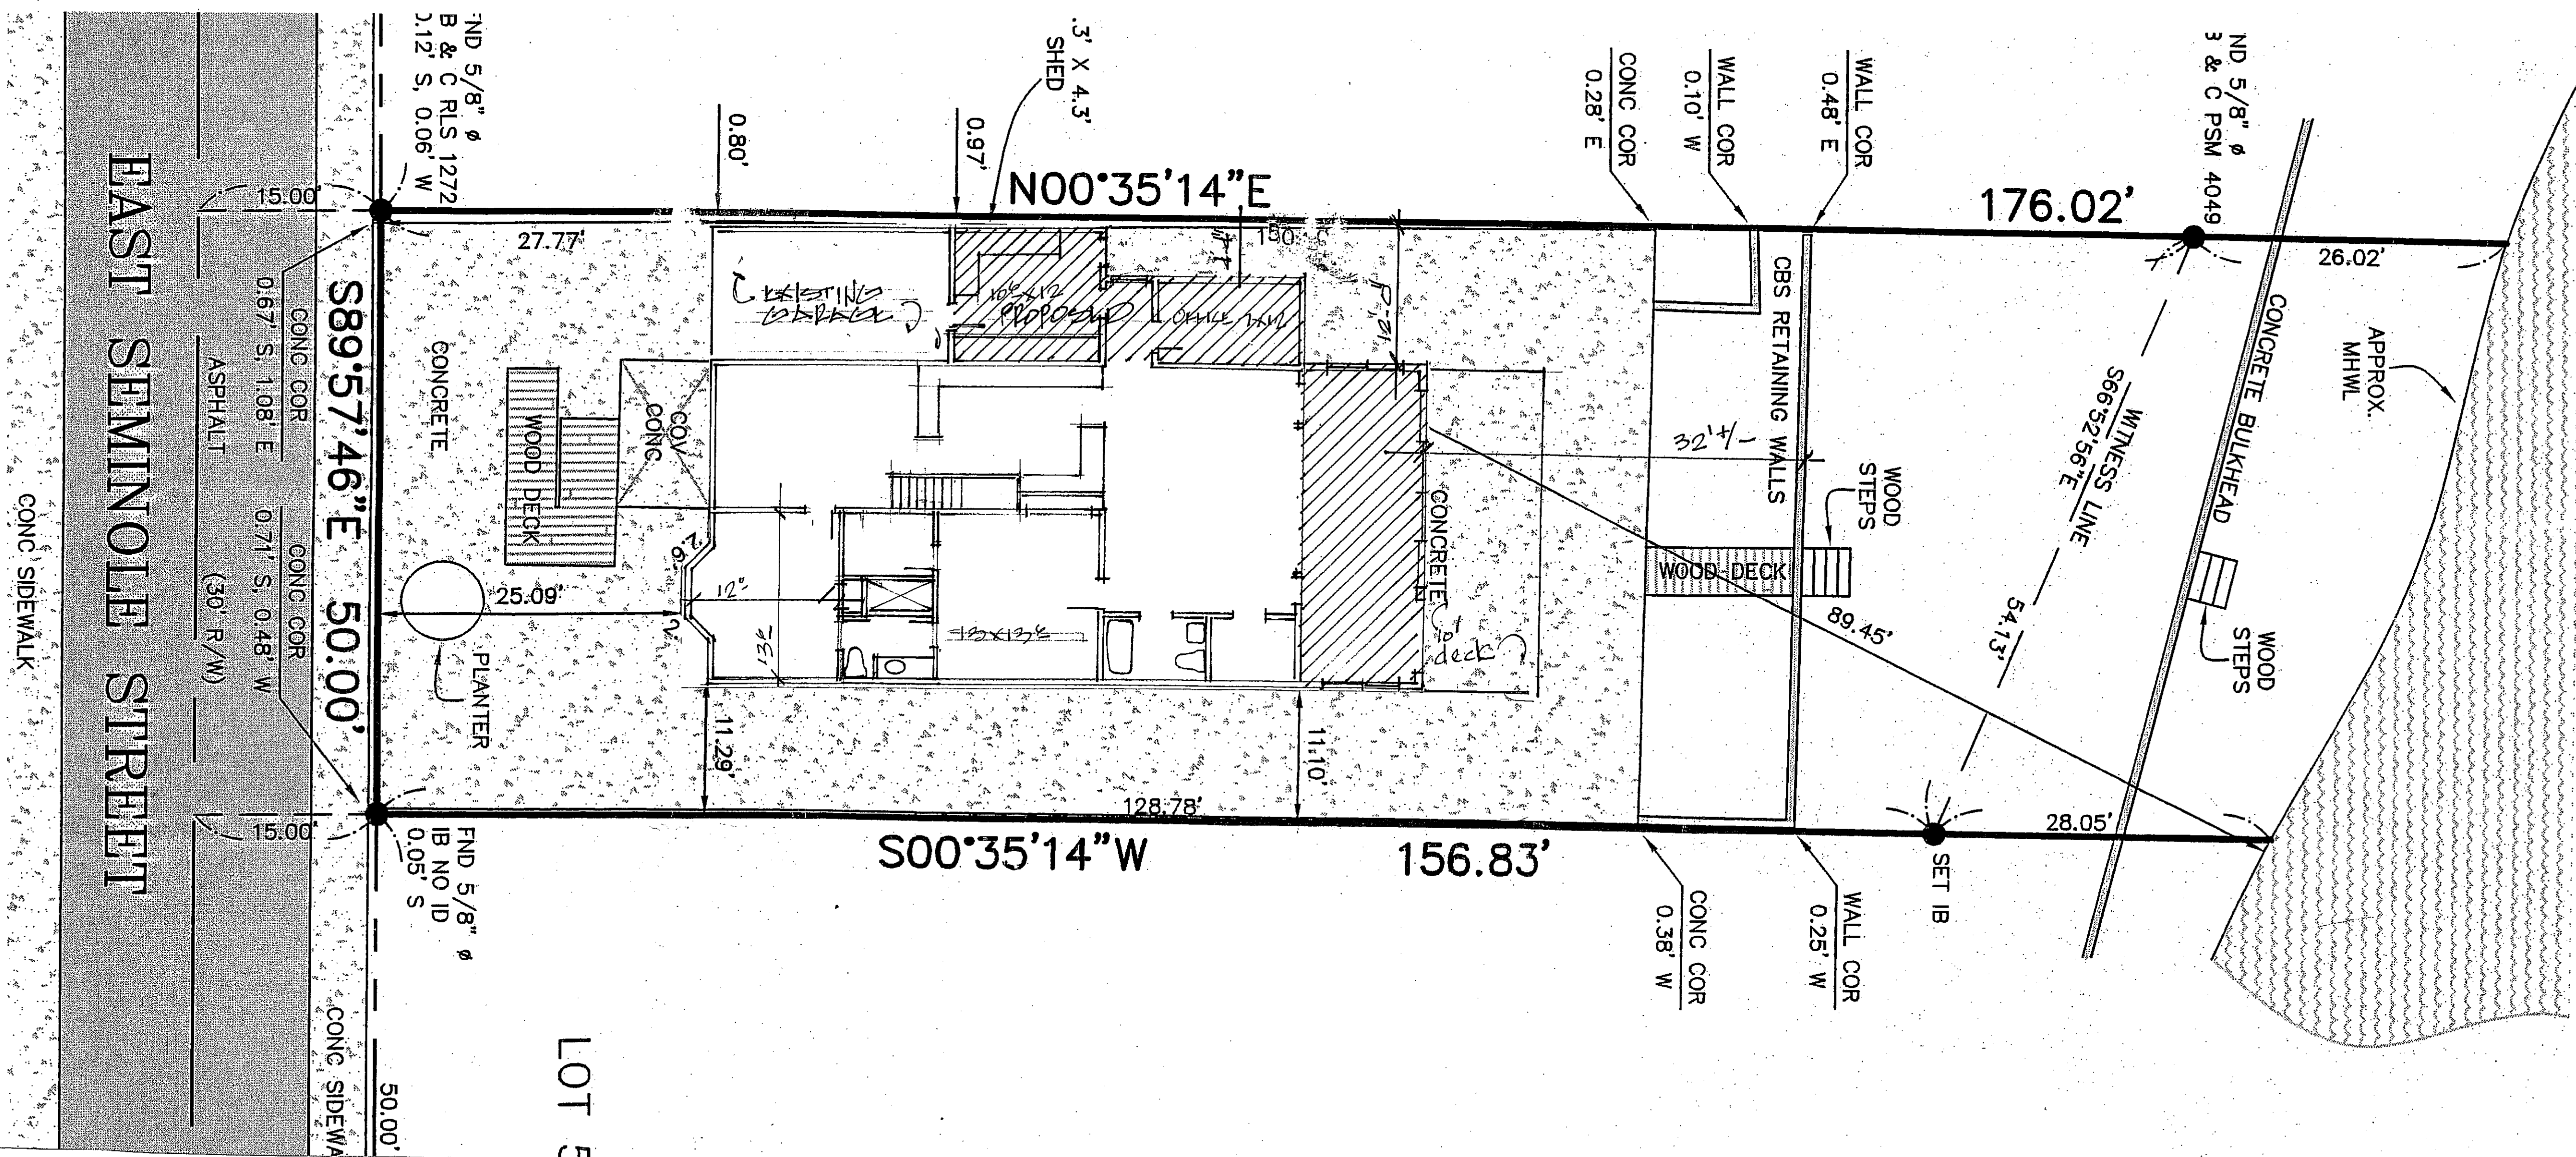 EAST SEMINOLE STREET
CONC SIDEWALK
ASPHALT
(30' R/W)
15.00'
15.00'
CONC COR
0.67' S, 1.08' E
CONC COR
0.71' S, 0.48' W
S89°57'46"E 50.00'
CONC SIDEWA
50.00'
ND 5/8" ø
B & C RLS 1272
0.12' S, 0.06' W
FND 5/8" ø
IB NO ID
0.05' S
LOT 5
CONCRETE
PLANTER
25.09'
27.77'
WOOD DECK
COV
CONC
2.6'
12'-
11.29'
11.10'
0.80'
0.97'
.3' X 4.3'
SHED
EXISTING
GARAGE
PROPOSED
OFFICE
13x13
N00°35'14"E
176.02'
128.78'
S00°35'14"W
156.83'
CONC COR
0.28' E
WALL COR
0.10' W
WALL COR
0.48' E
CONC COR
0.38' W
WALL COR
0.25' W
CBS RETAINING WALLS
CONCRETE
10'
deck
32'+/-
WOOD DECK
WOOD
STEPS
89.45'
WITNESS LINE
S66°52'56"E
54.13'
SET IB
28.05'
26.02'
ND 5/8" ø
B & C PSM 4049
CONCRETE BULKHEAD
WOOD
STEPS
APPROX.
MHWL